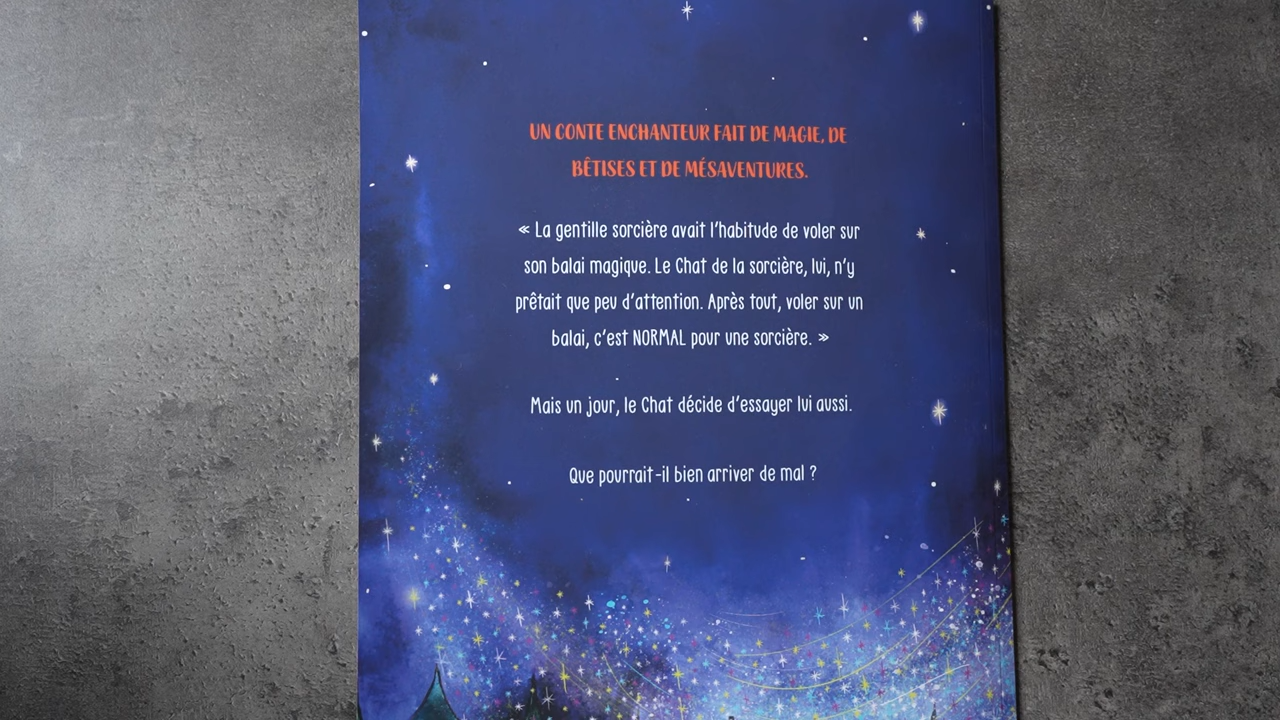 UN CONTE ENCHANTEUR FAIT DE MAGIE, DE
BÊTISES ET DE MÉSAVENTURES.
« La gentille sorcière avait l'habitude de voler sur
son balai magique. Le Chat de la sorcière, lui, n'y
prêtait que peu d'attention. Après tout, voler sur un
balai, c'est NORMAL pour une sorcière. »
Mais un jour, le Chat décide d'essayer lui aussi.
Que pourrait-il bien arriver de mal ?